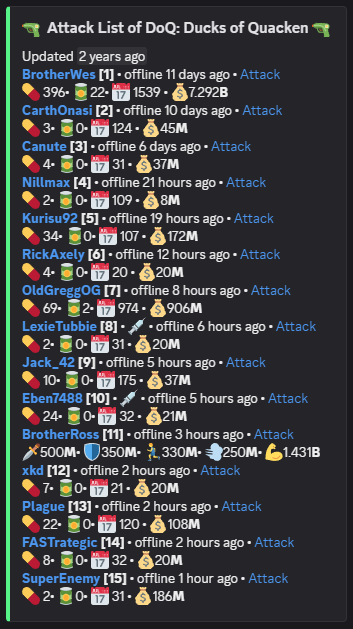 🔫 Attack List of DoQ: Ducks of Quacken 🔫
Updated 2 years ago
BrotherWes [1] • offline 11 days ago • Attack
💊 396• 🥫 22• 📅 1539 • 💰7.292B
CarthOnasi [2] • offline 10 days ago • Attack
💊 3• 🥫 0• 📅 124 • 💰45M
Canute [3] • offline 6 days ago • Attack
💊 4• 🥫 0• 📅 31 • 💰37M
Nillmax [4] • offline 21 hours ago • Attack
💊 2• 🥫 0• 📅 109 • 💰8M
Kurisu92 [5] • offline 19 hours ago • Attack
💊 34• 🥫 0• 📅 107 • 💰172M
RickAxely [6] • offline 12 hours ago • Attack
💊 4• 🥫 0• 📅 20 • 💰20M
OldGreggOG [7] • offline 8 hours ago • Attack
💊 69• 🥫 2• 📅 974 • 💰906M
LexieTubbie [8] • 💉 • offline 6 hours ago • Attack
💊 2• 🥫 0• 📅 31 • 💰20M
Jack_42 [9] • offline 5 hours ago • Attack
💊 10• 🥫 0• 📅 175 • 💰37M
Eben7488 [10] • 💉 • offline 5 hours ago • Attack
💊 24• 🥫 0• 📅 32 • 💰21M
BrotherRoss [11] • offline 3 hours ago • Attack
🗡️500M• 🛡️350M• 🏃330M• 💨250M• 💪1.431B
xkd [12] • offline 2 hours ago • Attack
💊 7• 🥫 0• 📅 21 • 💰20M
Plague [13] • offline 2 hours ago • Attack
💊 22• 🥫 0• 📅 120 • 💰108M
FASTrategic [14] • offline 2 hours ago • Attack
💊 8• 🥫 0• 📅 32 • 💰20M
SuperEnemy [15] • offline 1 hour ago • Attack
💊 2• 🥫 0• 📅 31 • 💰186M